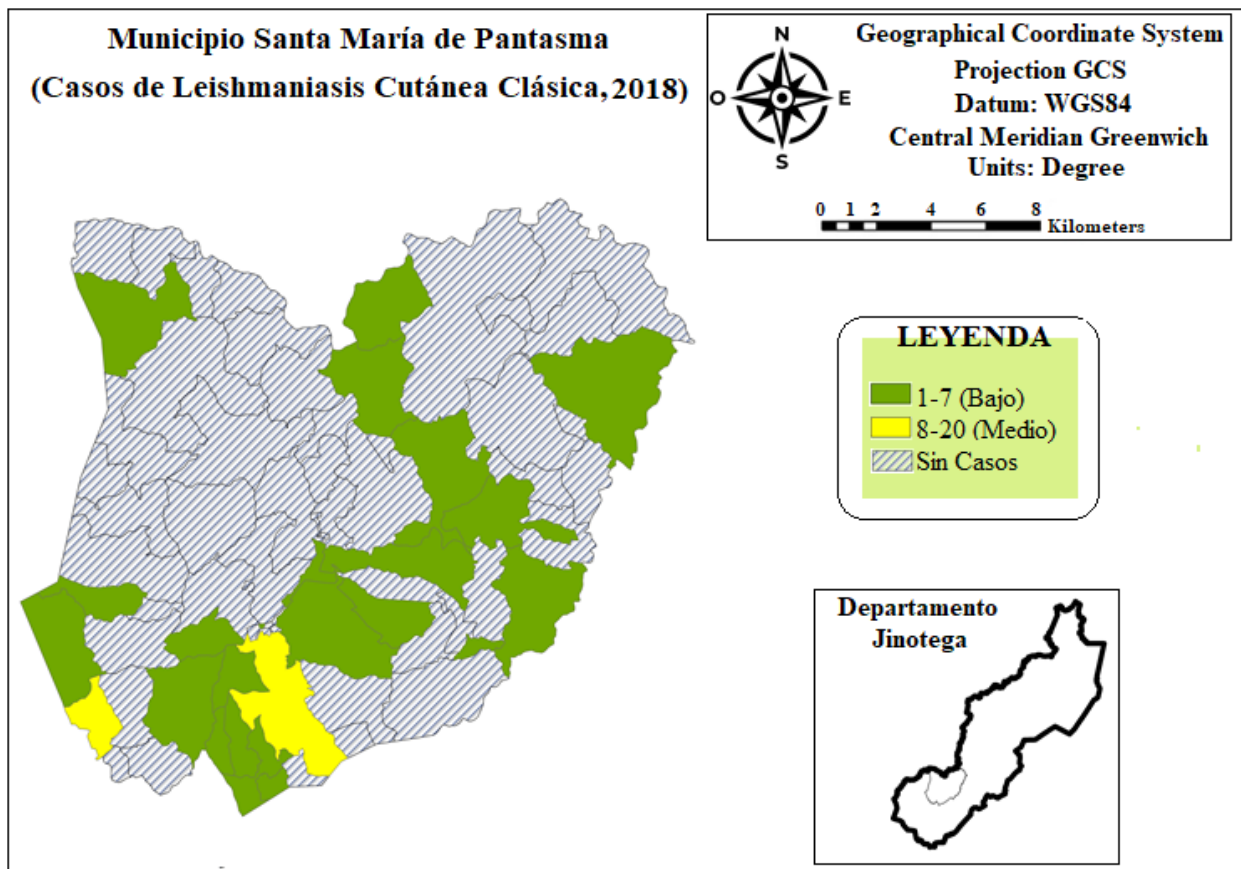 Municipio Santa María de Pantasma
(Casos de Leishmaniasis Cutánea Clásica, 2018)
N
O
E
S
Geographical Coordinate System
Projection GCS
Datum: WGS84
Central Meridian Greenwich
Units: Degree
0 1 2 4 6 8
Kilometers
LEYENDA
1-7 (Bajo)
8-20 (Medio)
Sin Casos
Departamento
Jinotega